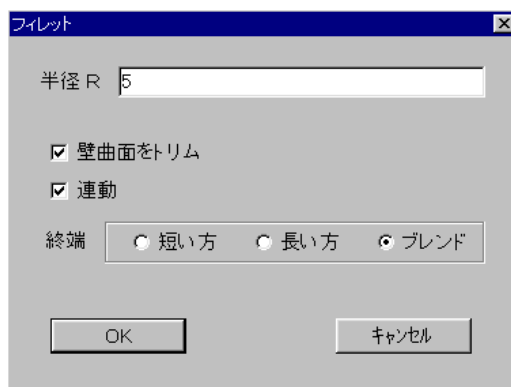 フィレット
半径 R 5
壁曲面をトリム
連動
終端 短い方 長い方 ブレンド
OK キャンセル